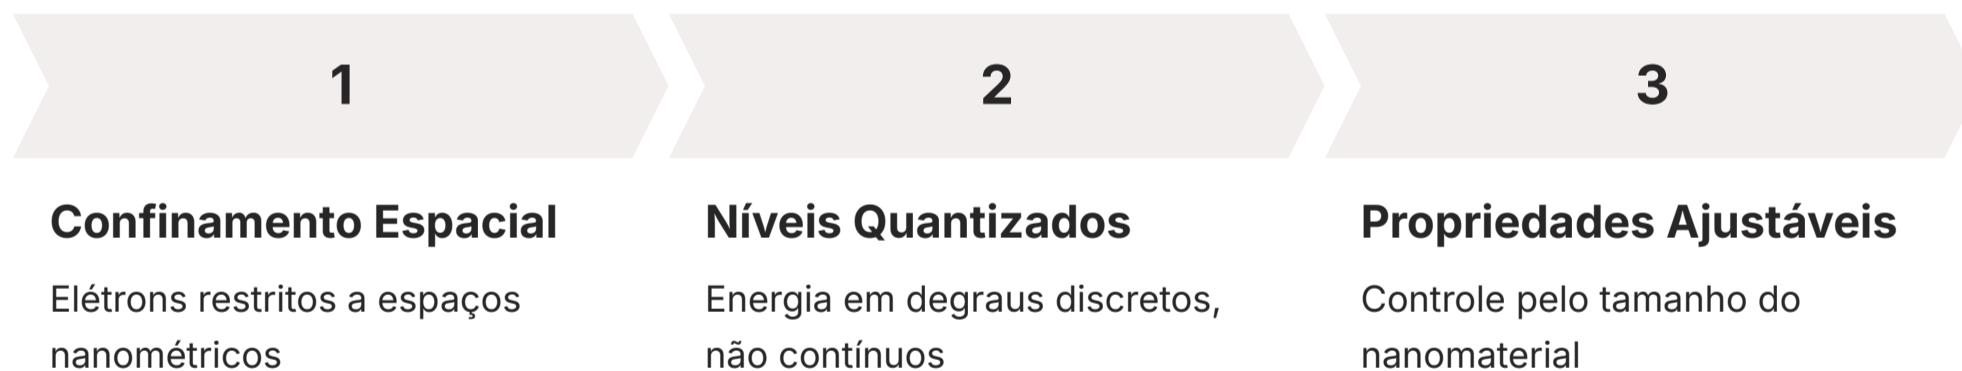 1
2
3
Confinamento Espacial
Elétrons restritos a espaços
nanométricos
Níveis Quantizados
Energia em degraus discretos,
não contínuos
Propriedades Ajustáveis
Controle pelo tamanho do
nanomaterial